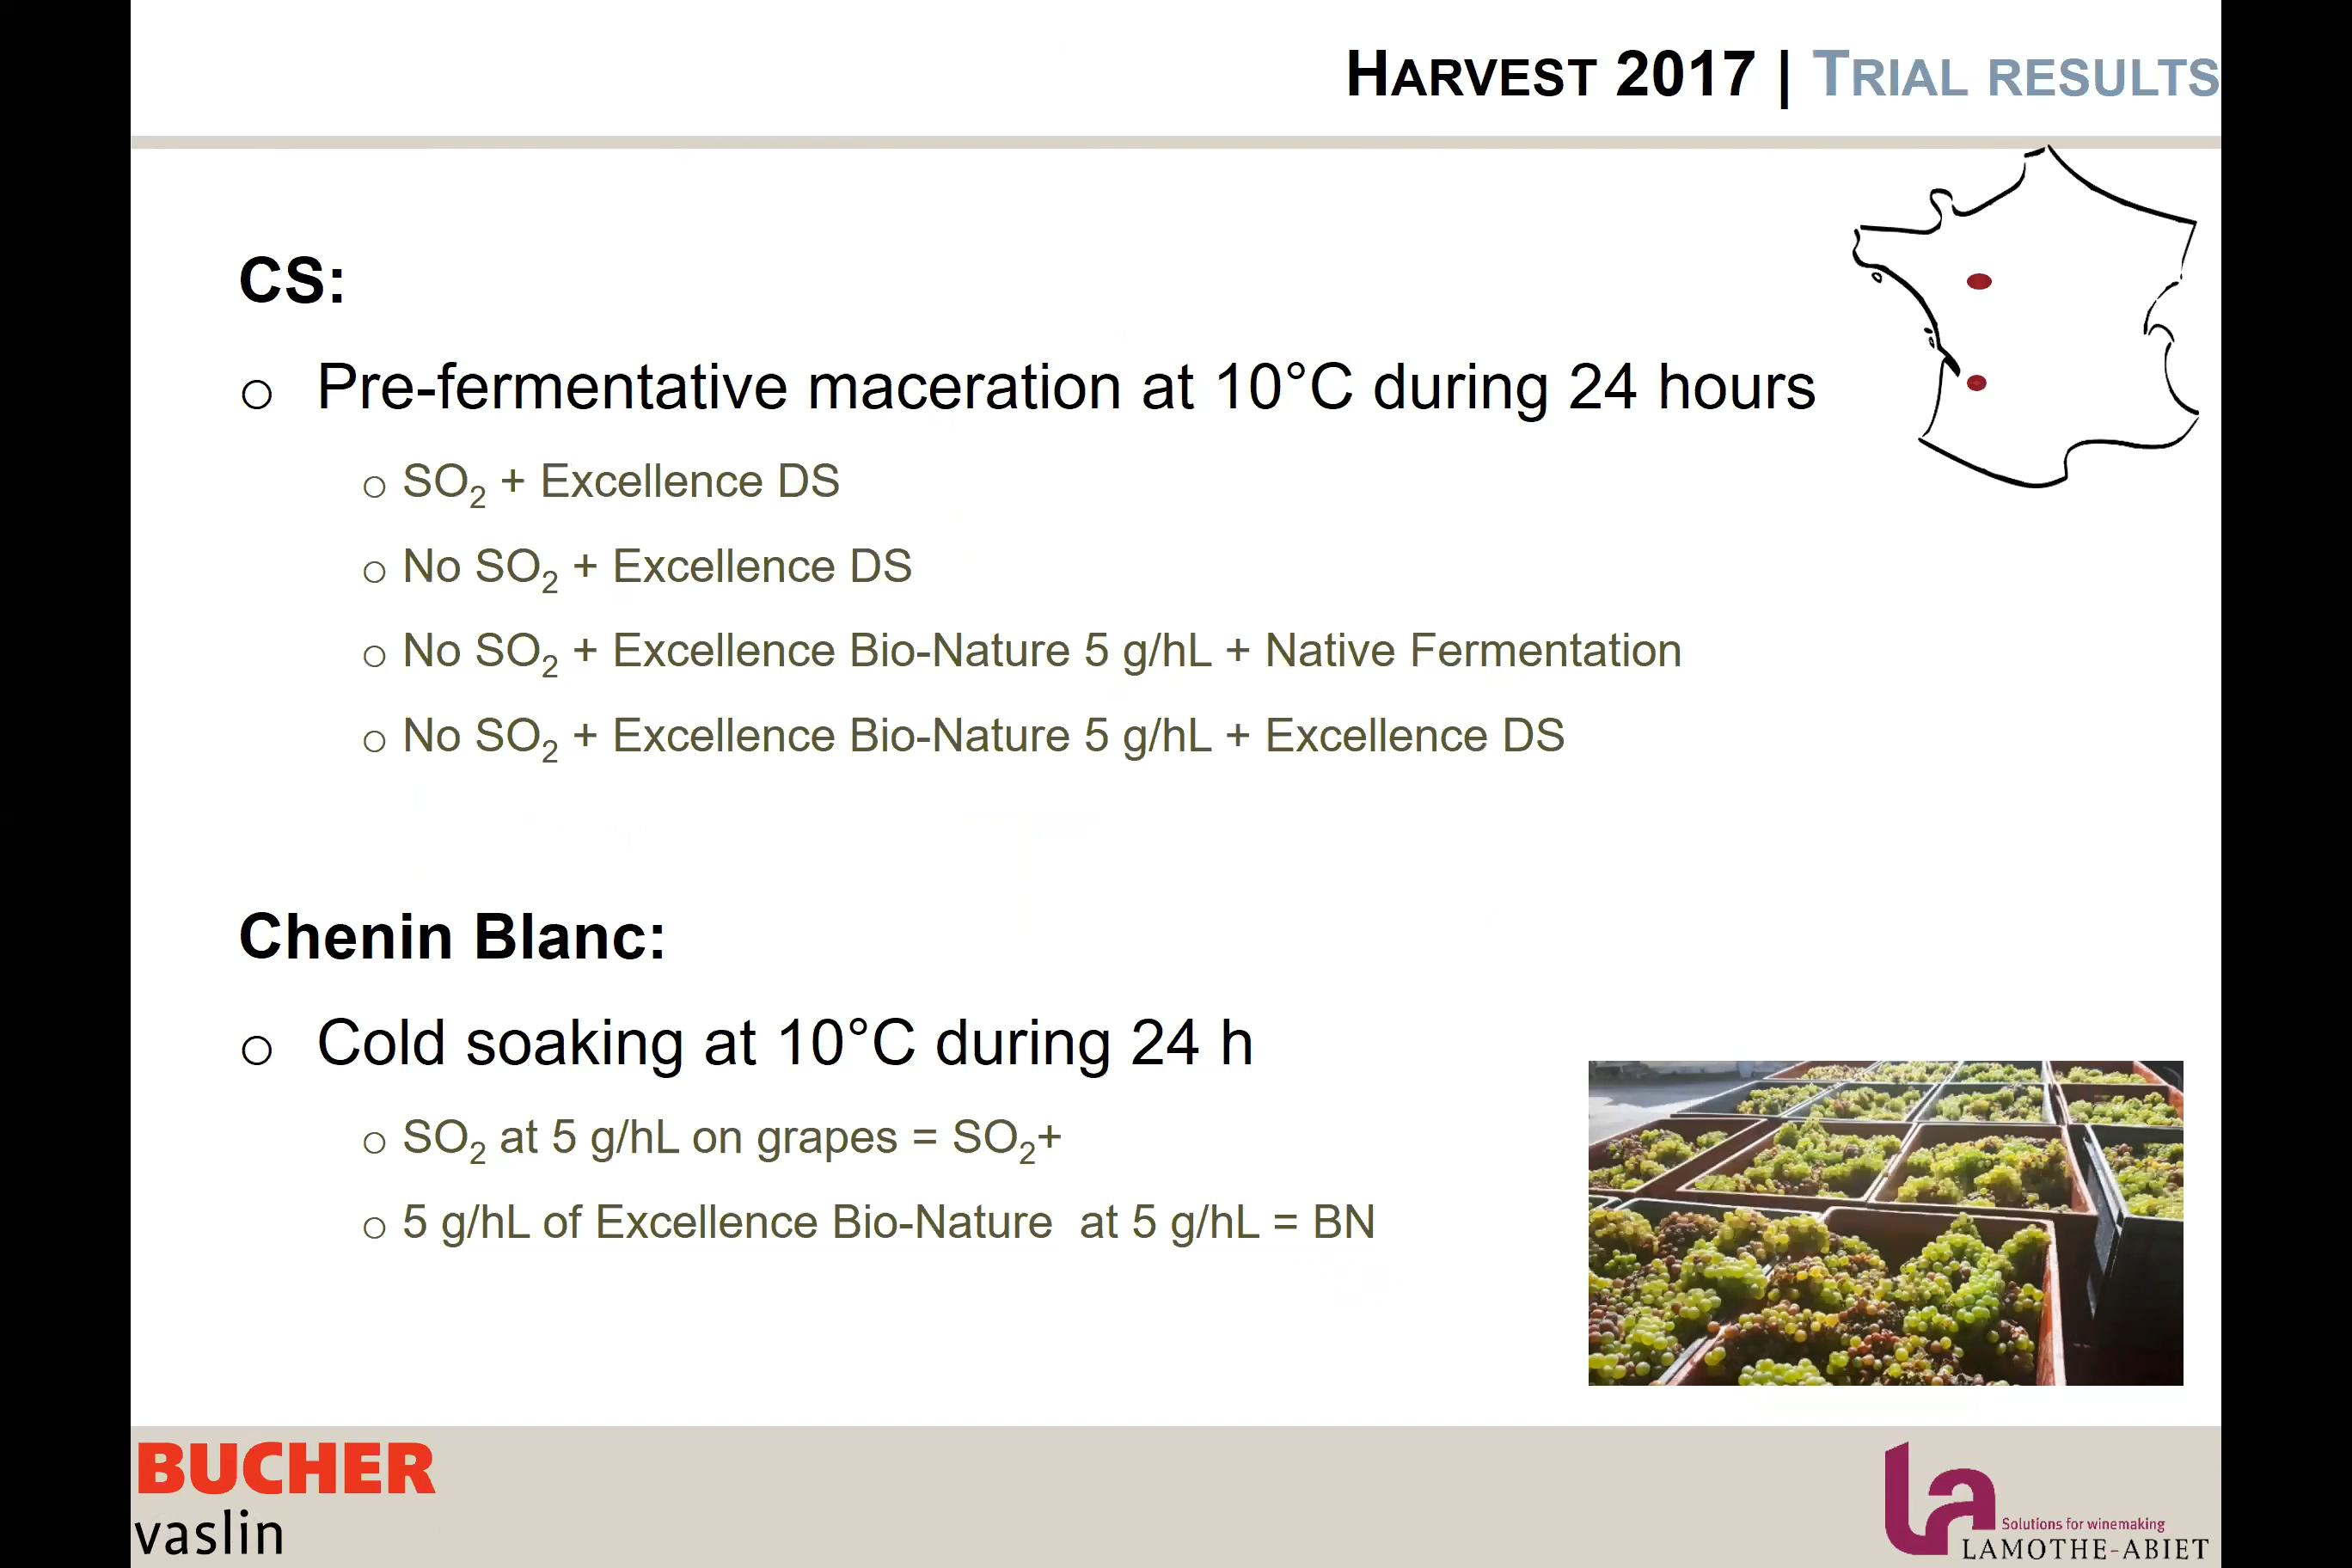 HARVEST 2017 | TRIAL RESULTS
CS:
○ Pre-fermentative maceration at 10°C during 24 hours
○ SO₂ + Excellence DS
○ No SO₂ + Excellence DS
○ No SO₂ + Excellence Bio-Nature 5 g/hL + Native Fermentation
○ No SO₂ + Excellence Bio-Nature 5 g/hL + Excellence DS
Chenin Blanc:
○ Cold soaking at 10°C during 24 h
○ SO₂ at 5 g/hL on grapes = SO₂+
○ 5 g/hL of Excellence Bio-Nature  at 5 g/hL = BN
BUCHER
vaslin
la
Solutions for winemaking
LAMOTHE-ABIET